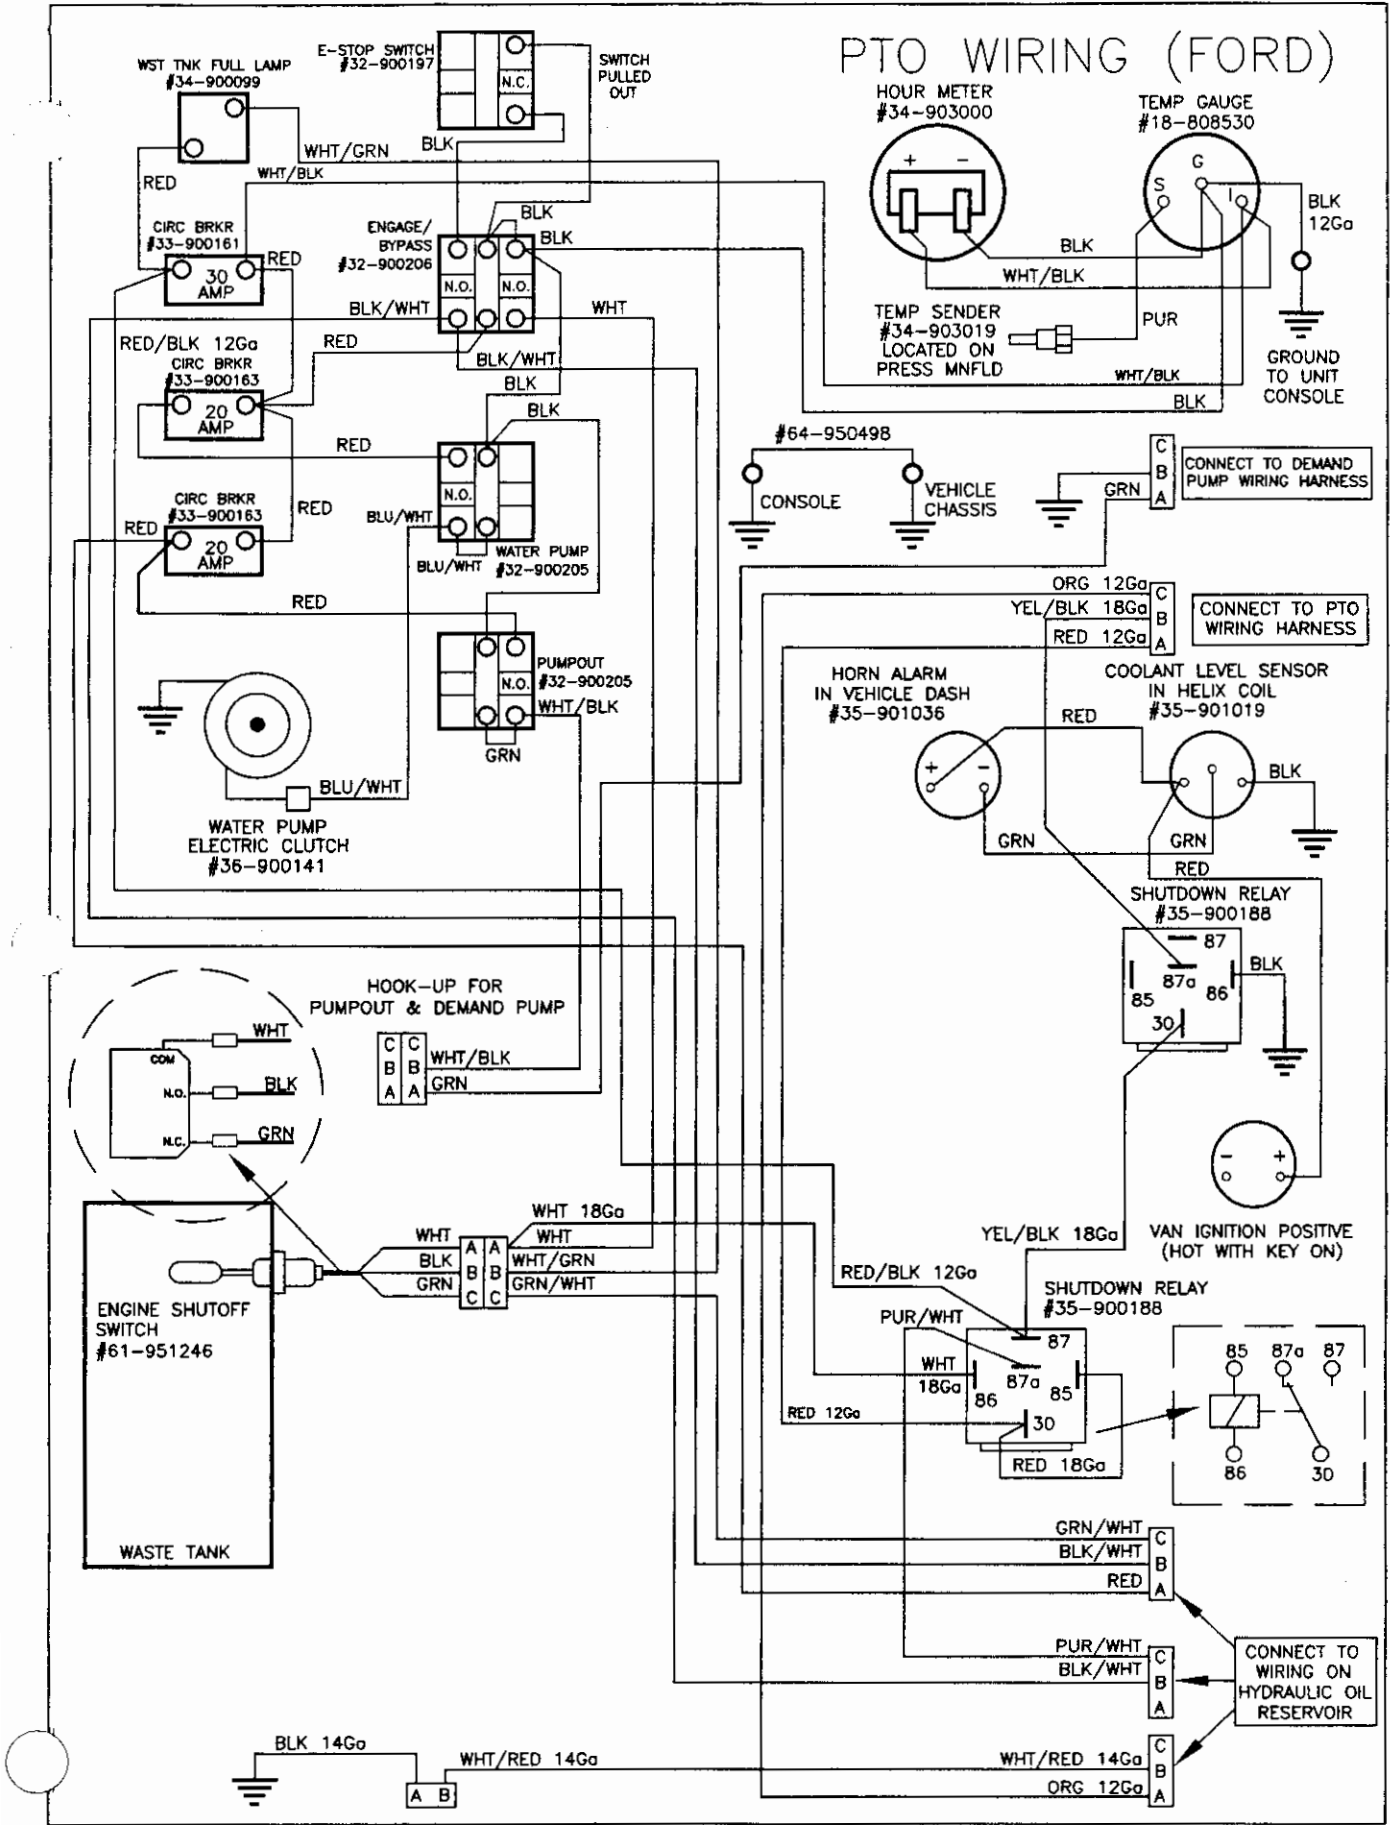 PTO WIRING (FORD)
E-STOP SWITCH
#32-900197
N.C.
SWITCH
PULLED
OUT
WST TNK FULL LAMP
#34-900099
BLK
WHT/GRN
WHT/BLK
RED
HOUR METER
#34-903000
+ -
TEMP GAUGE
#18-808530
G
S
I
BLK
12Ga
BLK
WHT/BLK
TEMP SENDER
#34-903019
LOCATED ON
PRESS MNFLD
PUR
GROUND
TO UNIT
CONSOLE
WHT/BLK
BLK
CIRC BRKR
#33-900161
30
AMP
RED
ENGAGE/
BYPASS
#32-900206
BLK
BLK
N.O.
N.O.
BLK/WHT
WHT
RED/BLK 12Ga
CIRC BRKR
#33-900163
20
AMP
RED
BLK/WHT
BLK
BLK
RED
CIRC BRKR
#33-900163
20
AMP
RED
RED
N.O.
BLU/WHT
BLU/WHT
WATER PUMP
#32-900205
RED
PUMPOUT
#32-900205
N.O.
WHT/BLK
GRN
BLU/WHT
WATER PUMP
ELECTRIC CLUTCH
#36-900141
#64-950498
CONSOLE
VEHICLE
CHASSIS
GRN
C
B
A
CONNECT TO DEMAND
PUMP WIRING HARNESS
ORG 12Ga
YEL/BLK 18Ga
RED 12Ga
C
B
A
CONNECT TO PTO
WIRING HARNESS
HORN ALARM
IN VEHICLE DASH
#35-901036
+ -
RED
COOLANT LEVEL SENSOR
IN HELIX COIL
#35-901019
BLK
GRN
GRN
RED
SHUTDOWN RELAY
#35-900188
87
87a
85
86
30
BLK
HOOK-UP FOR
PUMPOUT & DEMAND PUMP
C C
B B
A A
WHT/BLK
GRN
COM
N.O.
N.C.
WHT
BLK
GRN
- +
VAN IGNITION POSITIVE
(HOT WITH KEY ON)
YEL/BLK 18Ga
WHT 18Ga
WHT
WHT
BLK
GRN
A A
B B
C C
WHT/GRN
GRN/WHT
ENGINE SHUTOFF
SWITCH
#61-951246
WASTE TANK
RED/BLK 12Ga
PUR/WHT
SHUTDOWN RELAY
#35-900188
87
87a
85
86
30
WHT
18Ga
RED 12Ga
RED 18Ga
85 87a 87
86 30
GRN/WHT
BLK/WHT
RED
C
B
A
PUR/WHT
BLK/WHT
C
B
A
CONNECT TO
WIRING ON
HYDRAULIC OIL
RESERVOIR
BLK 14Ga
A B
WHT/RED 14Ga
WHT/RED 14Ga
ORG 12Ga
C
B
A